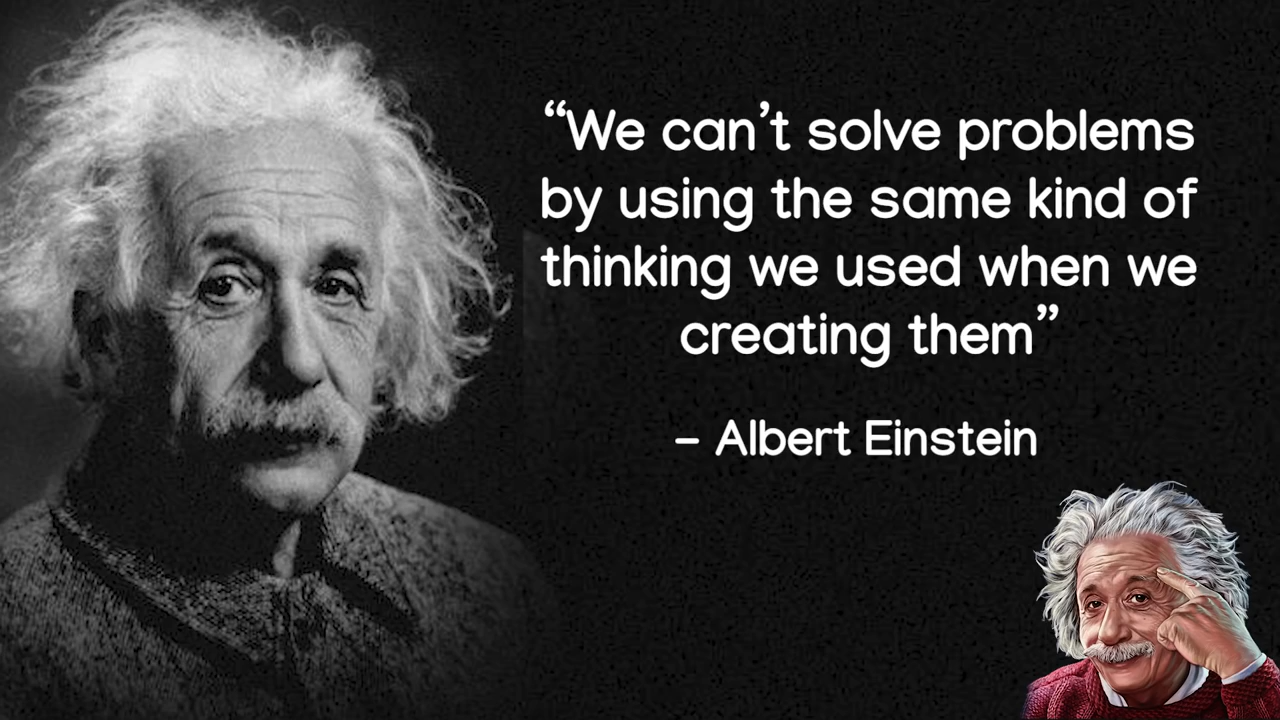 “We can’t solve problems
by using the same kind of
thinking we used when we
creating them”
– Albert Einstein